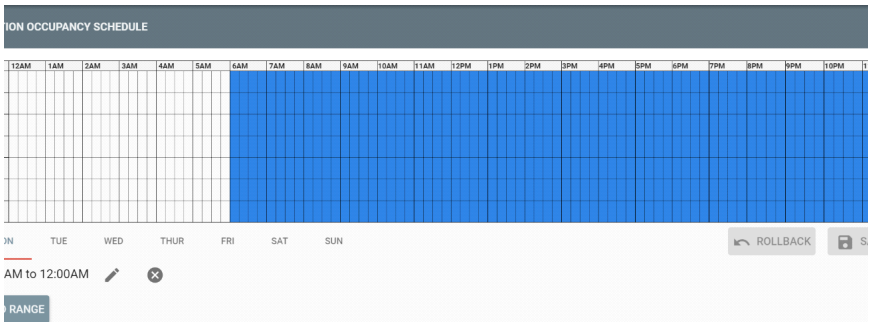 TION OCCUPANCY SCHEDULE
12AM 1AM 2AM 3AM 4AM 5AM 6AM 7AM 8AM 9AM 10AM 11AM 12PM 1PM 2PM 3PM 4PM 5PM 6PM 7PM 8PM 9PM 10PM 1
ON TUE WED THUR FRI SAT SUN ROLLBACK SA
AM to 12:00AM
D RANGE